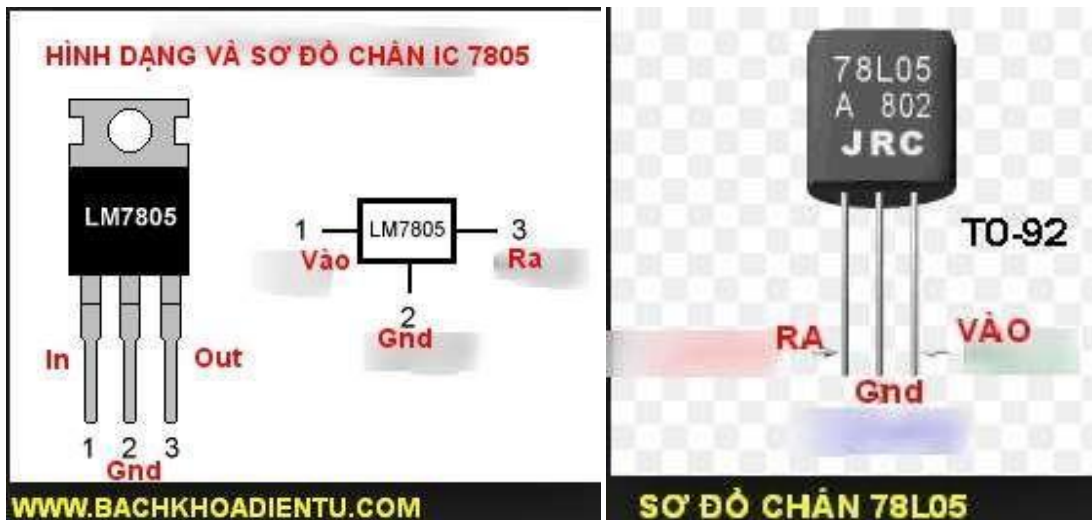 HÌNH DẠNG VÀ SƠ ĐỒ CHÂN IC 7805
LM7805
In
Out
1 2 3
Gnd
1
LM7805
3
Vào
Ra
2
Gnd
WWW.BACHKHOADIENTU.COM
78L05
A 802
JRC
TO-92
RA
VÀO
Gnd
SƠ ĐỒ CHÂN 78L05